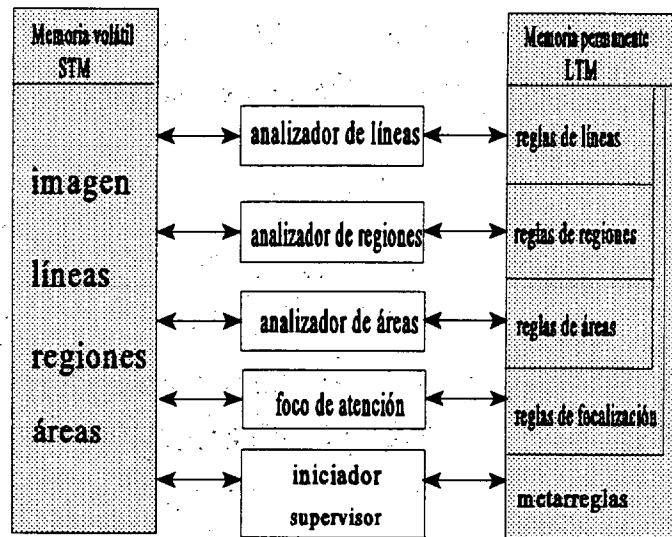 Memoria volátil
STM
imagen
líneas
regiones
áreas
analizador de líneas
analizador de regiones
analizador de áreas
foco de atención
iniciador
supervisor
Memoria permanente
LTM
reglas de líneas
reglas de regiones
reglas de áreas
reglas de focalización
metarreglas